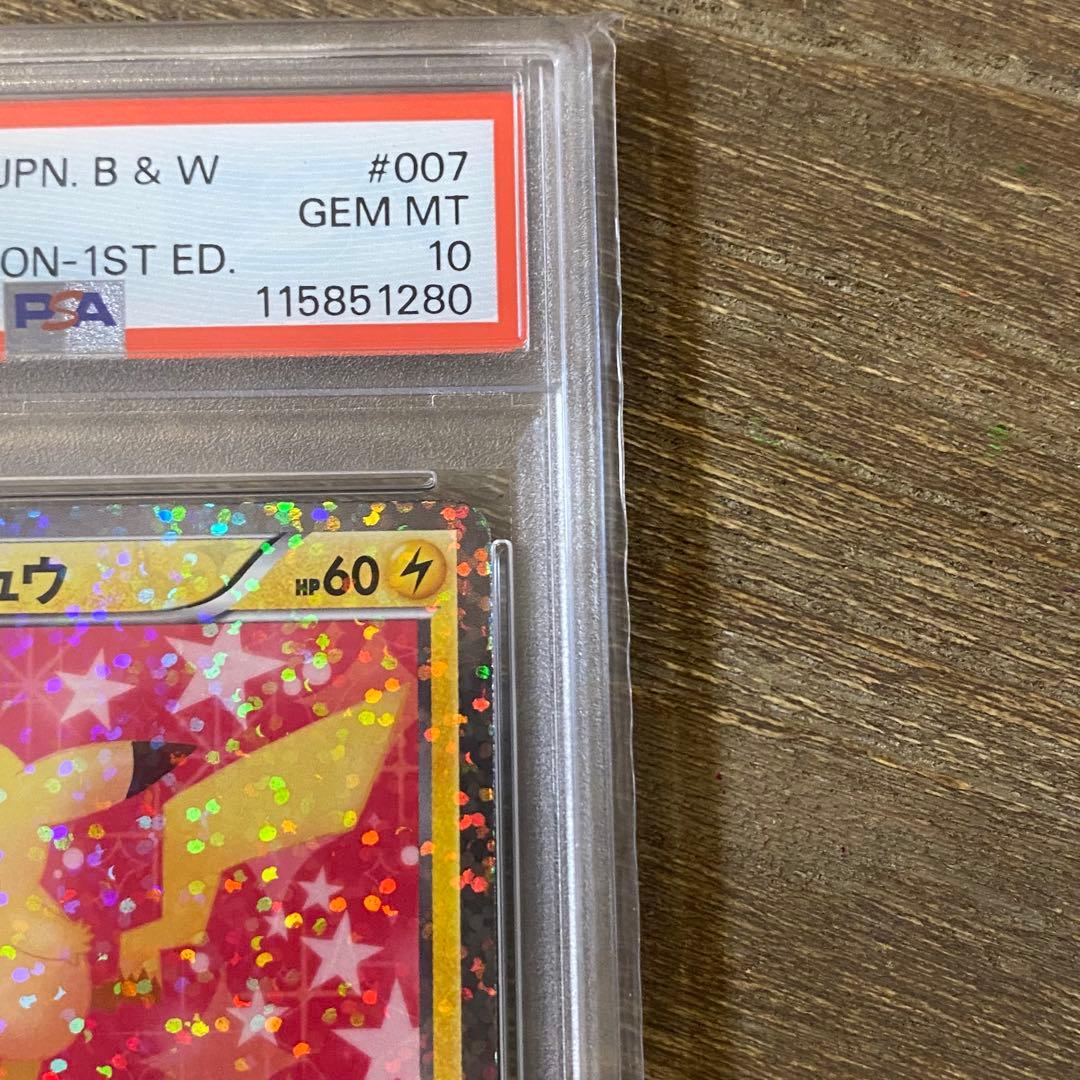 JPN. B & W #007
GEM MT
ON-1ST ED. 10
PSA 115851280
ュウ HP60